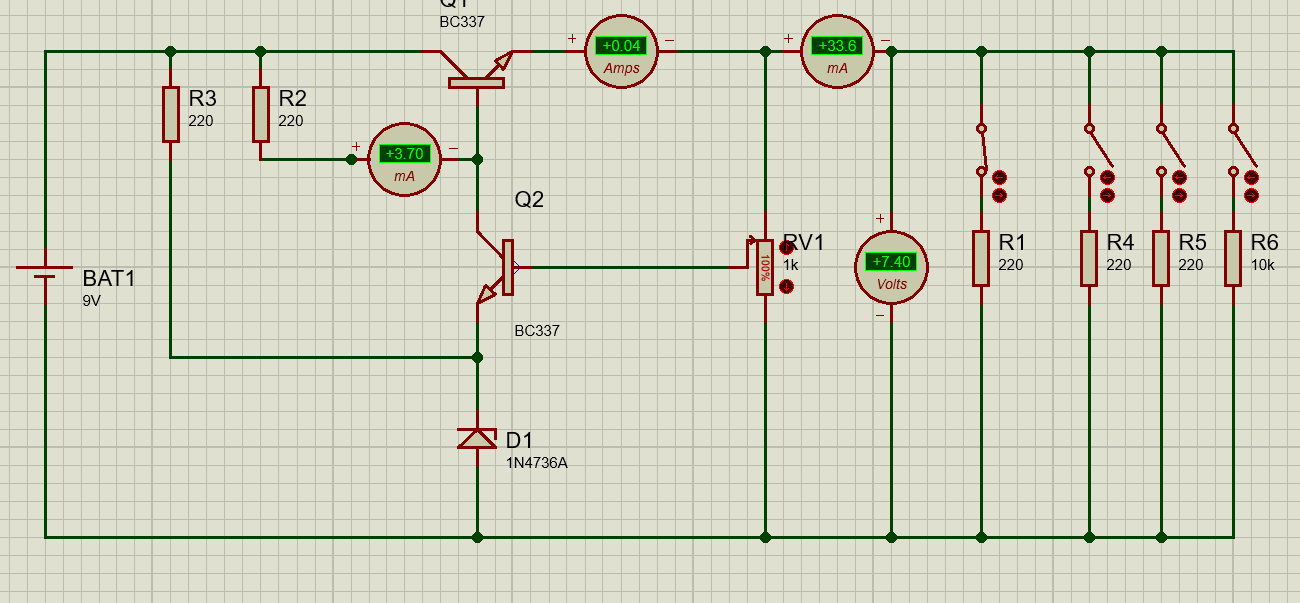 Q1
BC337
+
+0.04
Amps
−
+
+33.6
mA
−
R3
220
R2
220
+
+3.70
mA
−
Q2
BC337
BAT1
9V
RV1
1k
100%
+
+7.40
Volts
−
R1
220
R4
220
R5
220
R6
10k
D1
1N4736A